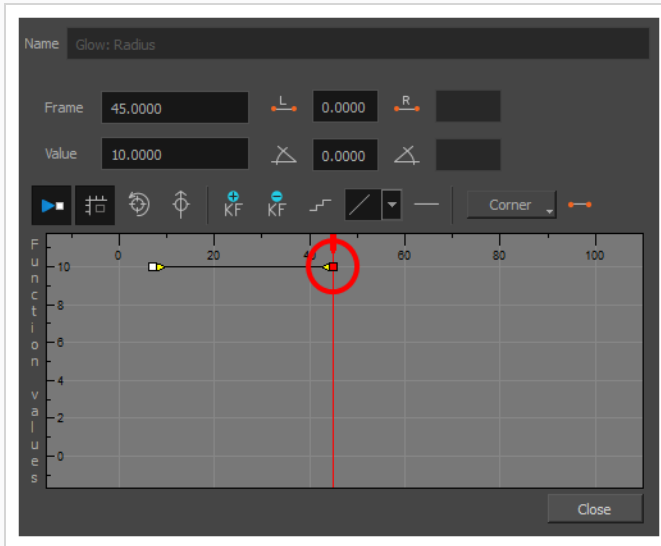 Name Glow: Radius
Frame 45.0000 L 0.0000 R
Value 10.0000 0.0000
KF KF Corner
0 20 40 60 80 100
Function values
10
8
6
4
2
0
Close